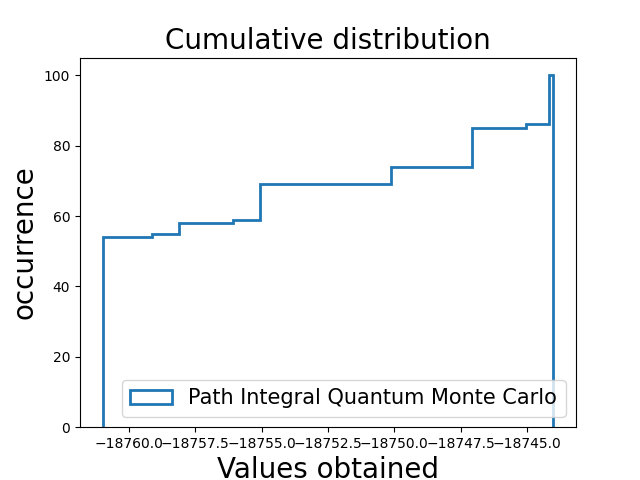 Cumulative distribution
100
80
60
40
20
0
occurrence
Path Integral Quantum Monte Carlo
−18760.0 −18757.5 −18755.0 −18752.5 −18750.0 −18747.5 −18745.0
Values obtained